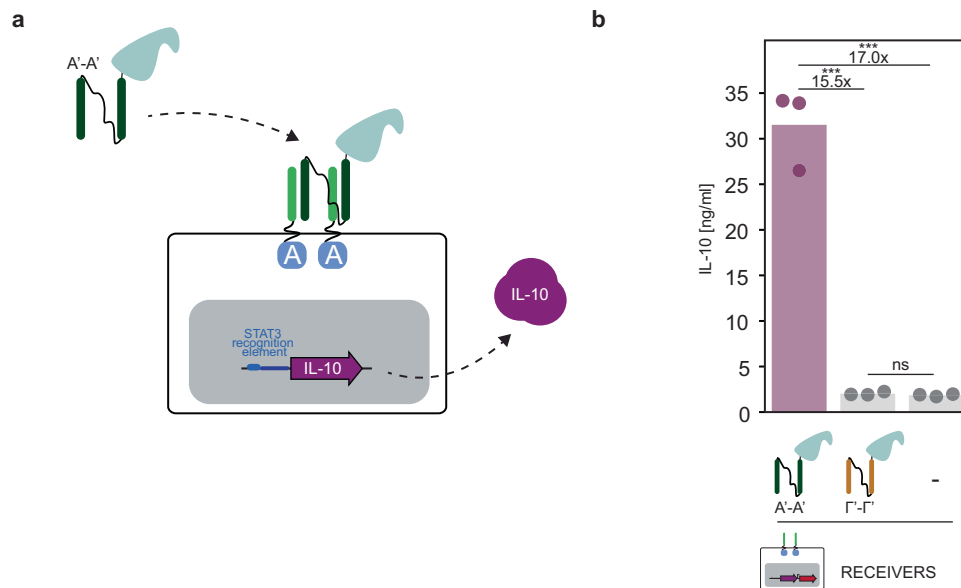 a
A'-A'
A
A
STAT3
recognition
element
IL-10
IL-10
b
***
17.0x
***
15.5x
IL-10 [ng/ml]
35
30
25
20
15
10
5
0
ns
A'-A'
Γ'-Γ'
-
RECEIVERS